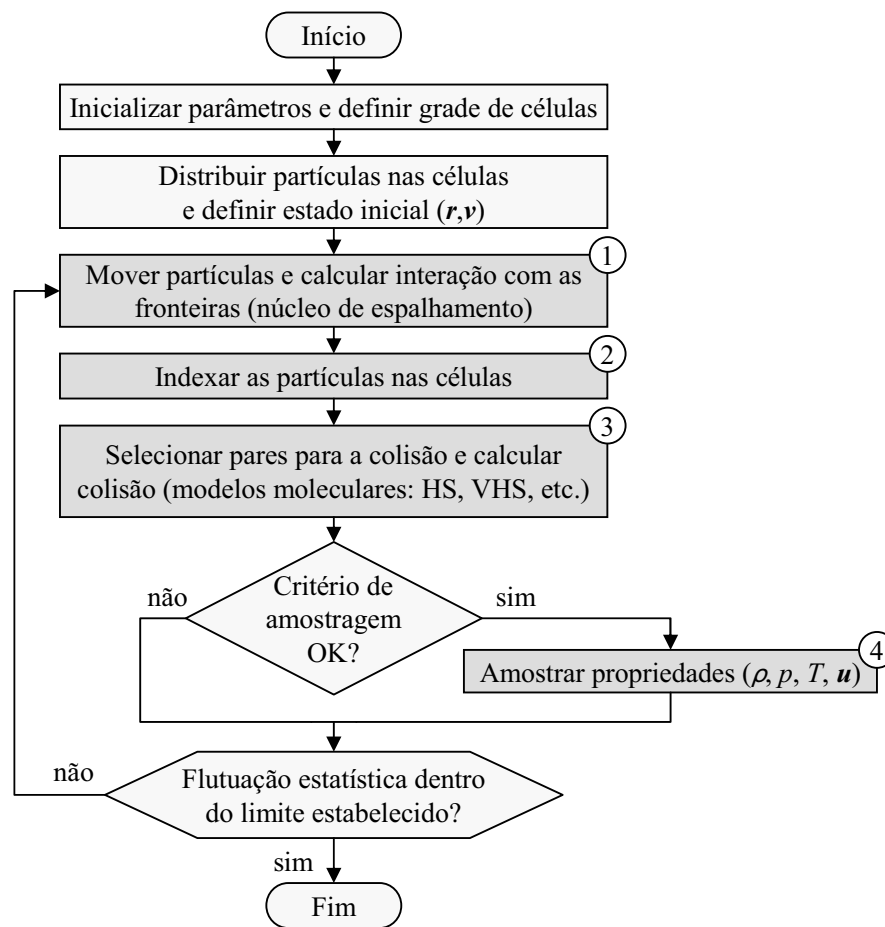 Início
Inicializar parâmetros e definir grade de células
Distribuir partículas nas células
e definir estado inicial (r,v)
1
Mover partículas e calcular interação com as
fronteiras (núcleo de espalhamento)
2
Indexar as partículas nas células
3
Selecionar pares para a colisão e calcular
colisão (modelos moleculares: HS, VHS, etc.)
não
Critério de
amostragem
OK?
sim
4
Amostrar propriedades (ρ, p, T, u)
não
Flutuação estatística dentro
do limite estabelecido?
sim
Fim